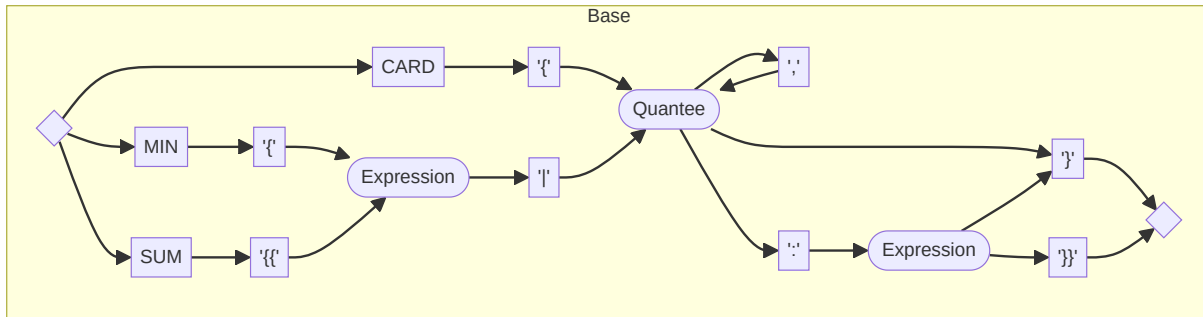 Base
CARD
'{'
','
Quantee
MIN
'{'
Expression
'|'
'}'
SUM
'{{'
':'
Expression
'}}'